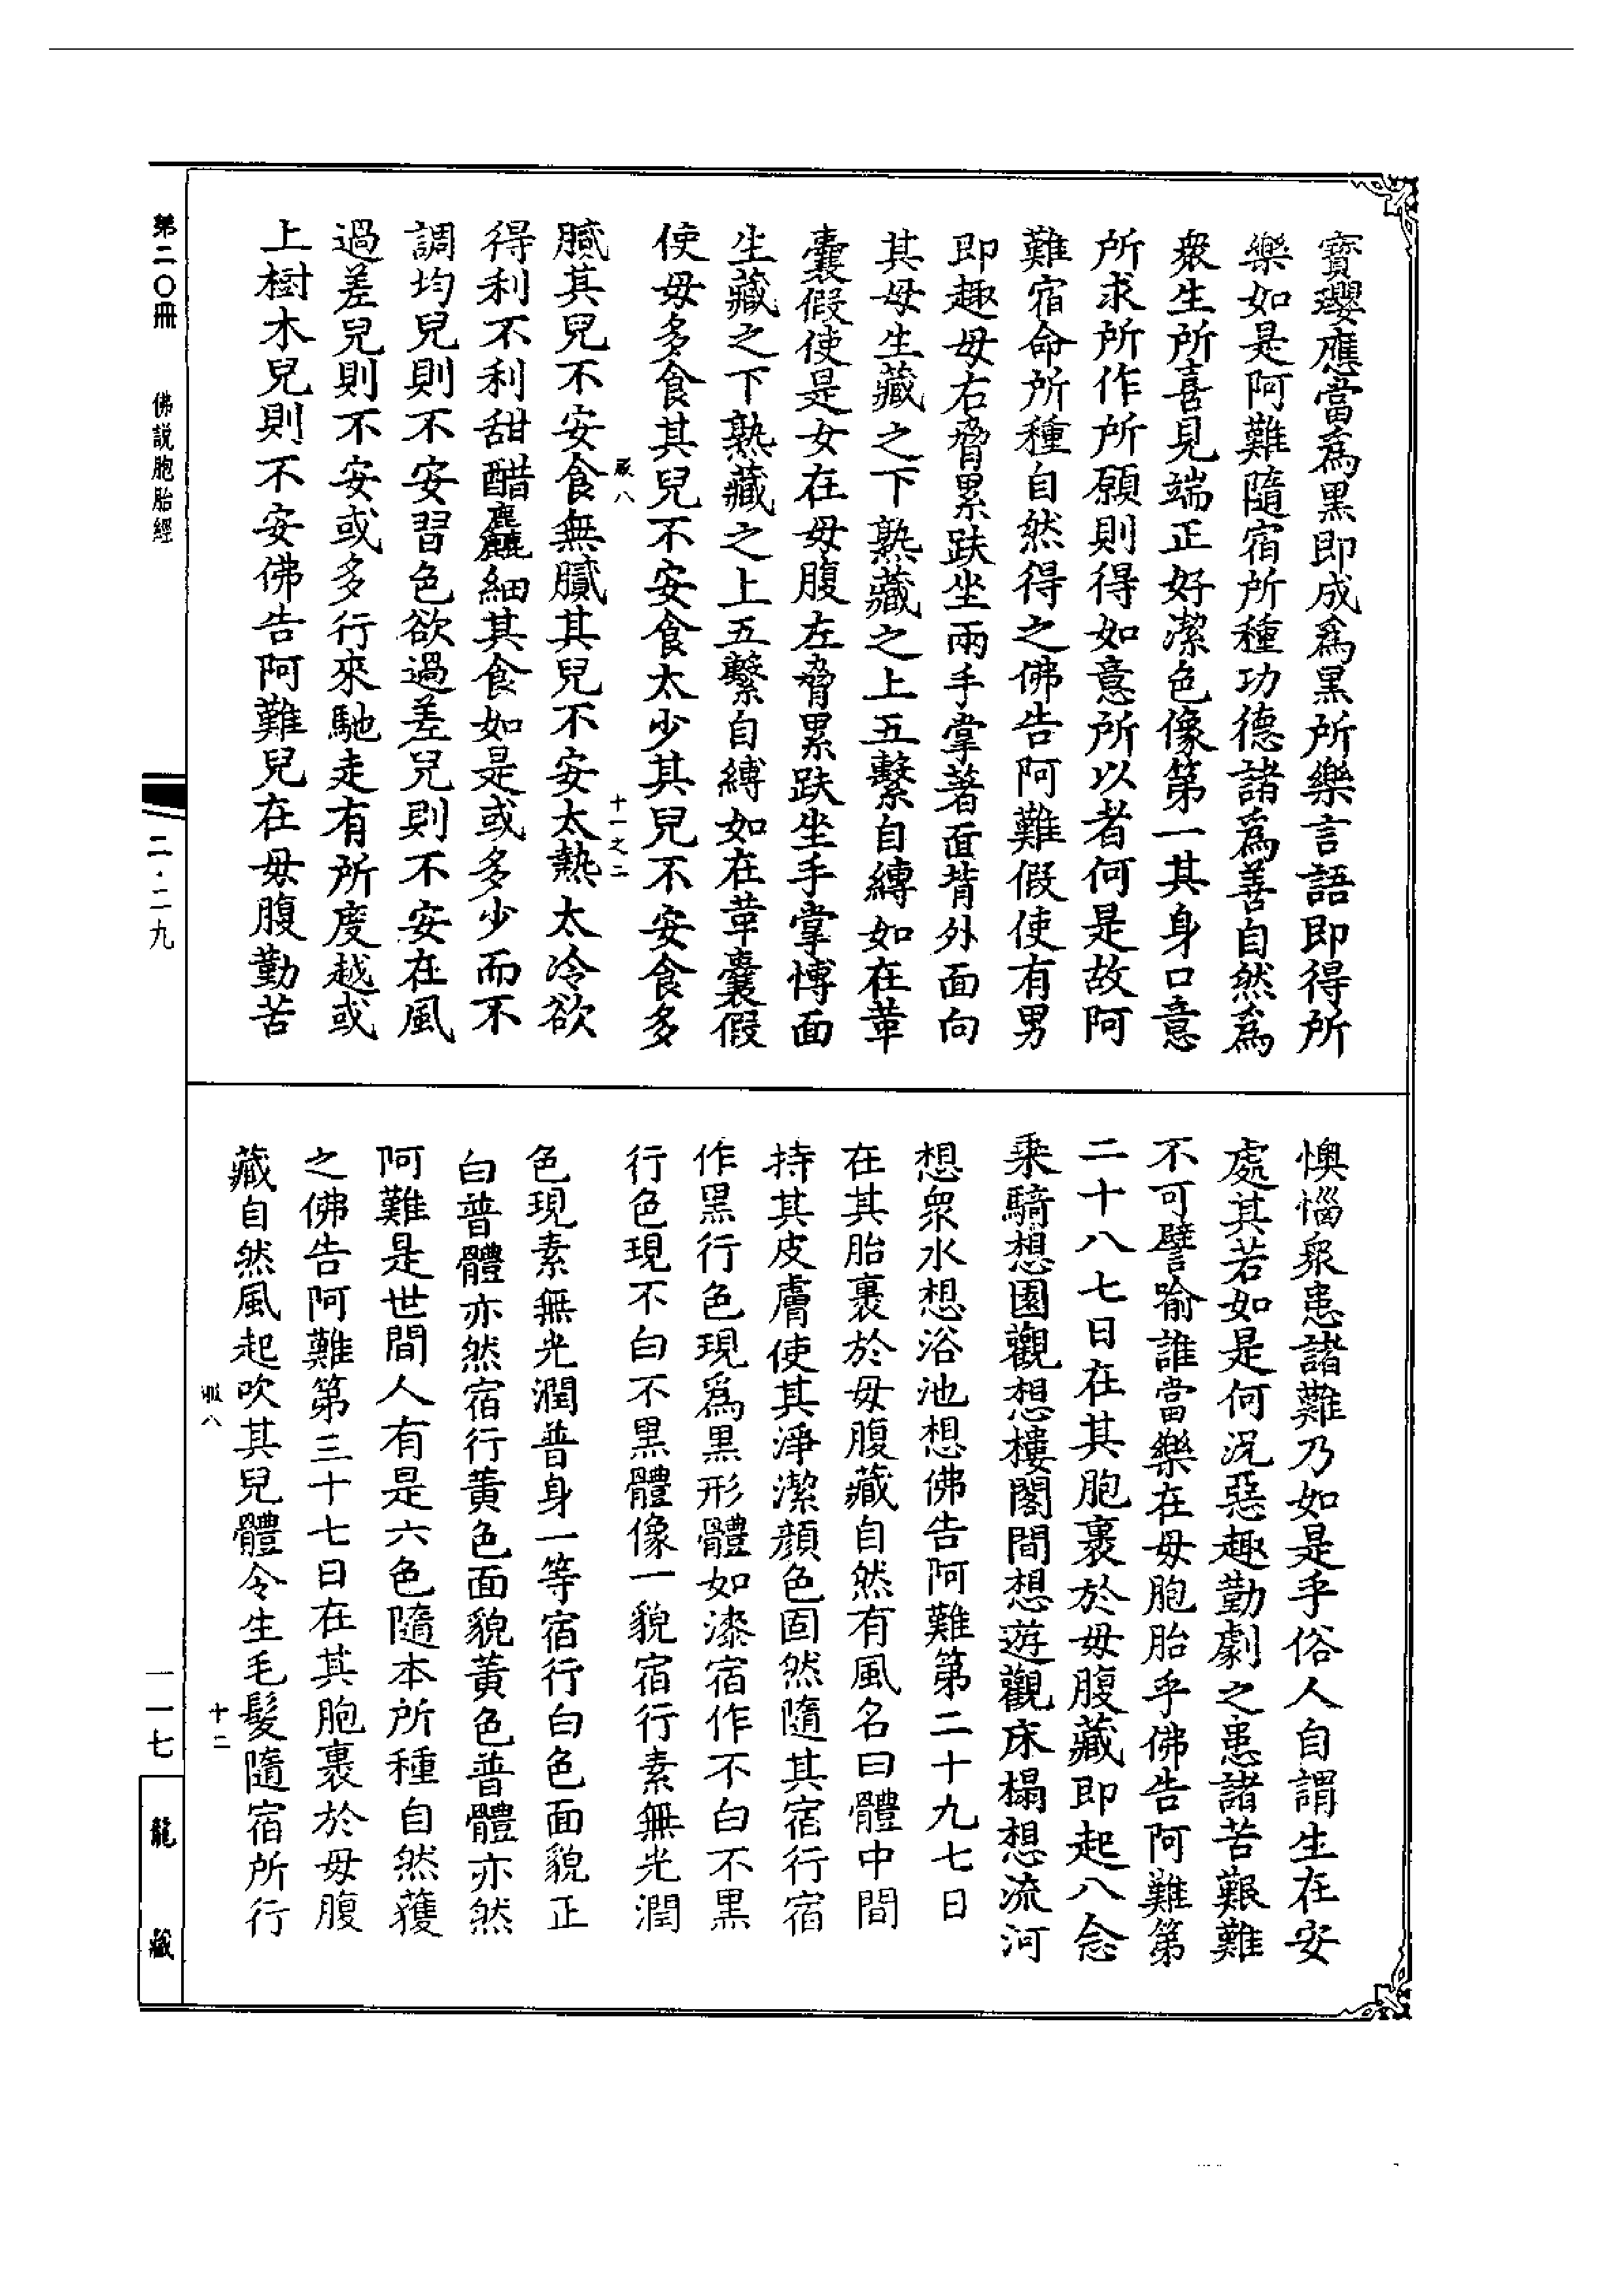 寶瓔應當為黑即成為黑所樂言語即得所
樂如是阿難隨宿所種功德諸為善自然為
衆生所喜見端正好潔色像第一其身口意
所求所作所願則得如意所以者何是故阿
難宿命所種自然得之佛告阿難假使有男
即趣母右脅累趺坐兩手掌著面背外面向
其母生藏之下熟藏之上五繫自縛如在革
囊假使是女在母腹左脅累趺坐手掌博面
生藏之下熟藏之上五繫自縛如在革囊假
使母多食其兒不安食太少其兒不安食多
八
十一之二
膩其兒不安食無膩其兒不安太熱太冷欲
得利不利甜醋麤細其食如是或多少而不
調均兒則不安習色欲過差兒則不安在風
過差兒則不安或多行來馳走有所度越或
上樹木兒則不安佛告阿難兒在母腹勤苦
懊惱衆患諸難乃如是乎俗人自謂生在安
處其若如是何況惡趣勤劇之患諸苦艱難
不可譬喻誰當樂在母胞胎乎佛告阿難第
二十八七日在其胞裏於母腹藏即起八念
乘騎想園觀想樓閣間想遊觀床榻想流河
想衆水想浴池想佛告阿難第二十九七日
在其胎裏於母腹藏自然有風名曰體中間
持其皮膚使其淨潔顏色固然隨其宿行宿
作黑行色現為黑形體如漆宿作不白不黑
行色現不白不黑體像一貌宿行素無光潤
色現素無光潤普身一等宿行白色面貌正
白普體亦然宿行黃色面貌黃色普體亦然
阿難是世間人有是六色隨本所種自然獲
之佛告阿難第三十七日在其胞裏於母腹
藏自然風起吹其兒體令生毛髮隨宿所行
八
十二
第二〇冊
佛説胞胎經
二·二九
一一七
龍藏